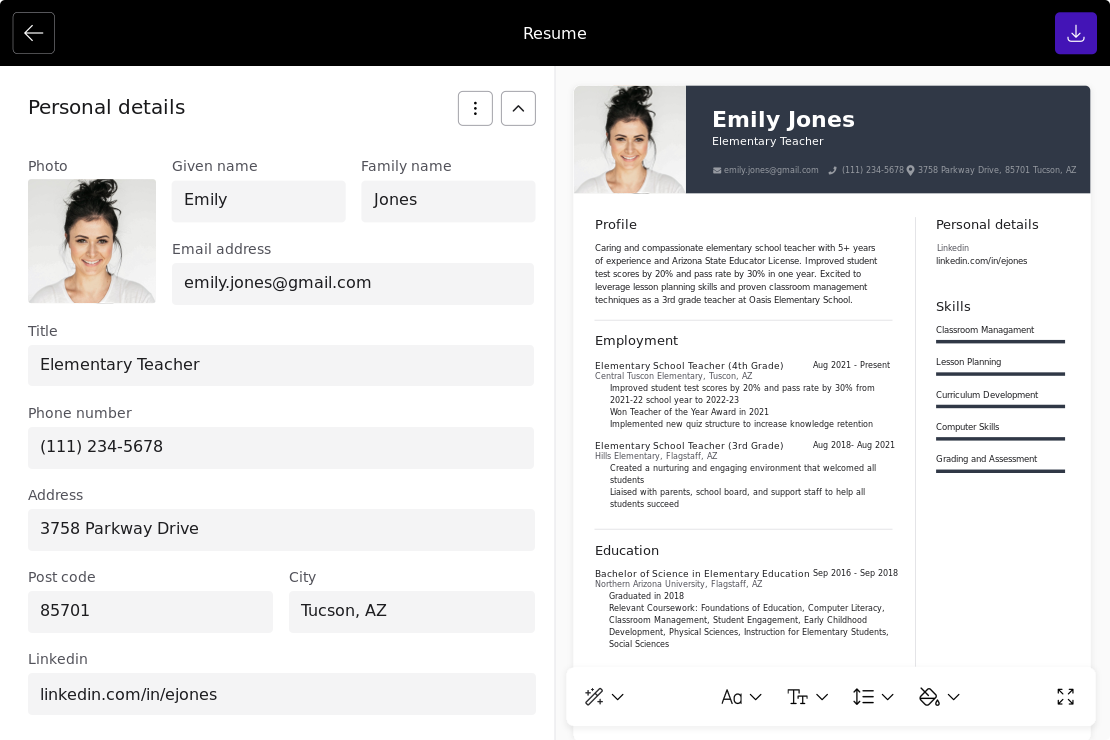 Resume
Personal details
Photo
Given name
Family name
Emily
Jones
Email address
emily.jones@gmail.com
Title
Elementary Teacher
Phone number
(111) 234-5678
Address
3758 Parkway Drive
Post code
City
85701
Tucson, AZ
Linkedin
linkedin.com/in/ejones
Emily Jones
Elementary Teacher
emily.jones@gmail.com (111) 234-5678 3758 Parkway Drive, 85701 Tucson, AZ
Profile
Caring and compassionate elementary school teacher with 5+ years
of experience and Arizona State Educator License. Improved student
test scores by 20% and pass rate by 30% in one year. Excited to
leverage lesson planning skills and proven classroom management
techniques as a 3rd grade teacher at Oasis Elementary School.
Employment
Elementary School Teacher (4th Grade) Aug 2021 - Present
Central Tuscon Elementary, Tuscon, AZ
Improved student test scores by 20% and pass rate by 30% from
2021-22 school year to 2022-23
Won Teacher of the Year Award in 2021
Implemented new quiz structure to increase knowledge retention
Elementary School Teacher (3rd Grade) Aug 2018- Aug 2021
Hills Elementary, Flagstaff, AZ
Created a nurturing and engaging environment that welcomed all
students
Liaised with parents, school board, and support staff to help all
students succeed
Education
Bachelor of Science in Elementary Education Sep 2016 - Sep 2018
Northern Arizona University, Flagstaff, AZ
Graduated in 2018
Relevant Coursework: Foundations of Education, Computer Literacy,
Classroom Management, Student Engagement, Early Childhood
Development, Physical Sciences, Instruction for Elementary Students,
Social Sciences
Personal details
Linkedin
linkedin.com/in/ejones
Skills
Classroom Managament
Lesson Planning
Curriculum Development
Computer Skills
Grading and Assessment
Aa
TT